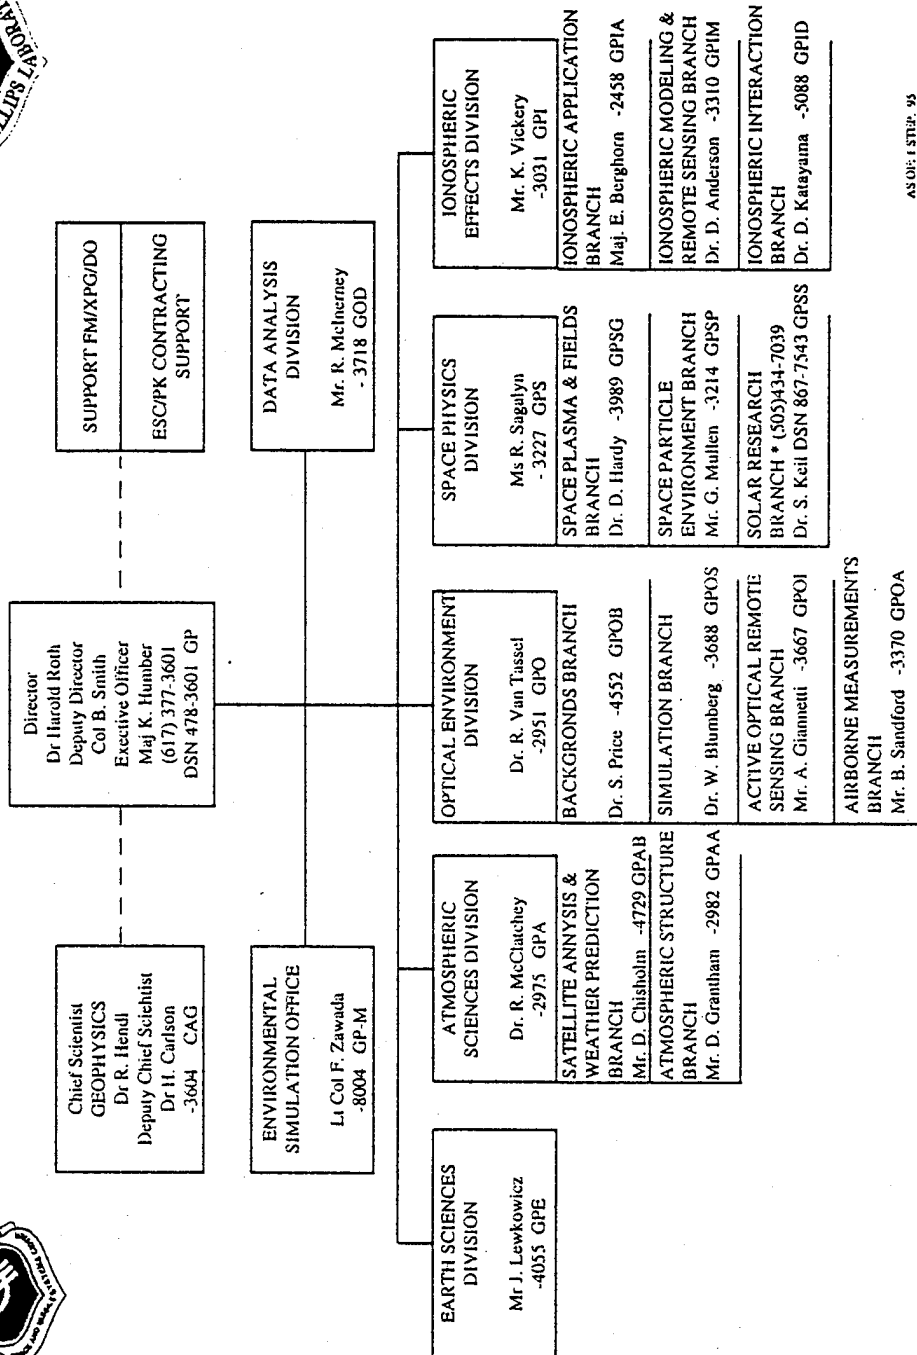 LLIPS LABORAT
Director
Dr Harold Roth
Deputy Director
Col B. Smith
Exective Officer
Maj K. Humber
(617) 377-3601
DSN 478-3601 GP
Chief Scientist
GEOPHYSICS
Dr R. Hendl
Deputy Chief Scientist
Dr H. Carlson
-3604 CAG
SUPPORT FM/XPG/DO
ESC/PK CONTRACTING
SUPPORT
ENVIRONMENTAL
SIMULATION OFFICE
Lt Col F. Zawada
-8004 GP-M
DATA ANALYSIS
DIVISION
Mr. R. McInerney
- 3718 GOD
EARTH SCIENCES
DIVISION
Mr J. Lewkowicz
-4055 GPE
ATMOSPHERIC
SCIENCES DIVISION
Dr. R. McClatchey
-2975 GPA
SATELLITE ANNYSIS &
WEATHER PREDICTION
BRANCH
Mr. D. Chisholm -4729 GPAB
ATMOSPHERIC STRUCTURE
BRANCH
Mr. D. Grantham -2982 GPAA
OPTICAL ENVIRONMENT
DIVISION
Dr. R. Van Tassel
-2951 GPO
BACKGRONDS BRANCH
Dr. S. Price -4552 GPOB
SIMULATION BRANCH
Dr. W. Blumberg -3688 GPOS
ACTIVE OPTICAL REMOTE
SENSING BRANCH
Mr. A. Giannetti -3667 GPOI
AIRBORNE MEASUREMENTS
BRANCH
Mr. B. Sandford -3370 GPOA
SPACE PHYSICS
DIVISION
Ms R. Sagalyn
- 3227 GPS
SPACE PLASMA & FIELDS
BRANCH
Dr. D. Hardy -3989 GPSG
SPACE PARTICLE
ENVIRONMENT BRANCH
Mr. G. Mullen -3214 GPSP
SOLAR RESEARCH
BRANCH * (505)434-7039
Dr. S. Keil DSN 867-7543 GPSS
IONOSPHERIC
EFFECTS DIVISION
Mr. K. Vickery
-3031 GPI
IONOSPHERIC APPLICATION
BRANCH
Maj. E. Berghorn -2458 GPIA
IONOSPHERIC MODELING &
REMOTE SENSING BRANCH
Dr. D. Anderson -3310 GPIM
IONOSPHERIC INTERACTION
BRANCH
Dr. D. Katayama -5088 GPID
AS OF: 1 SEP. 95